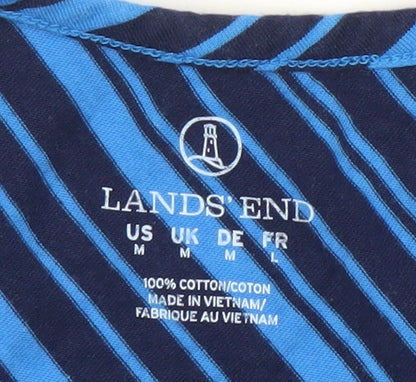 LANDS' END
US UK DE FR
M M M L
100% COTTON/COTON
MADE IN VIETNAM/
FABRIQUE AU VIETNAM